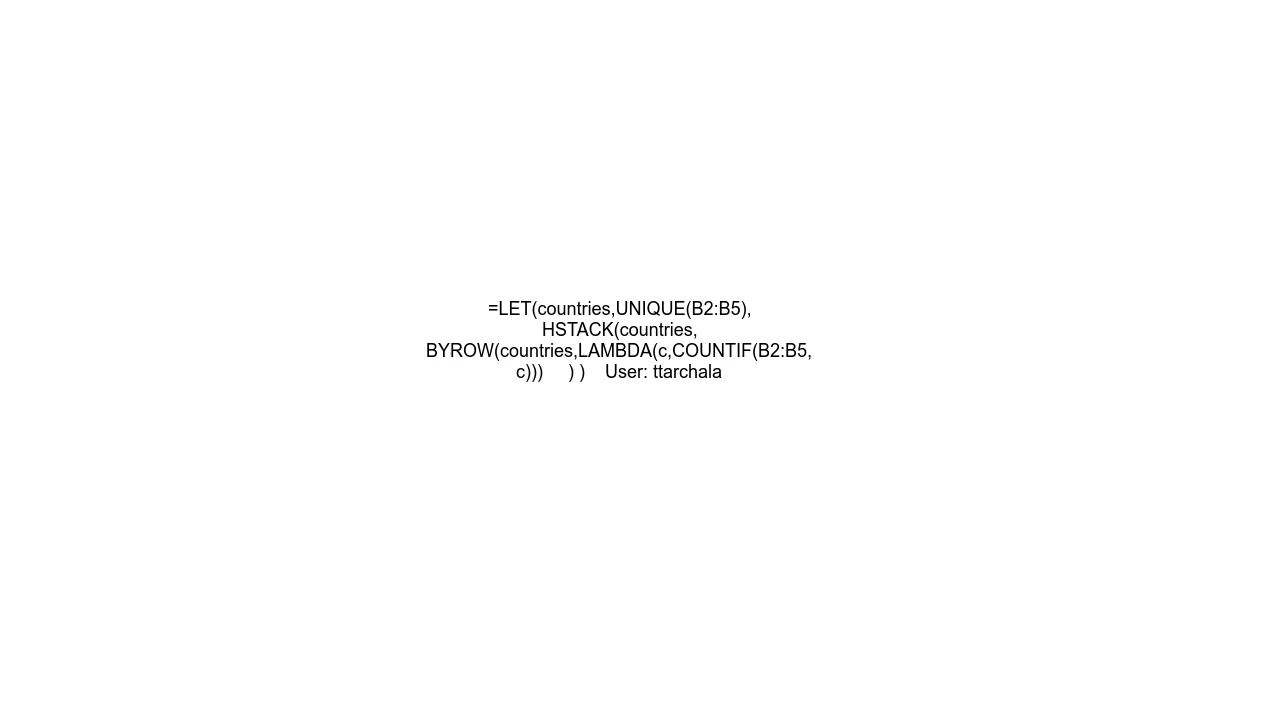 =LET(countries,UNIQUE(B2:B5),
HSTACK(countries,
BYROW(countries,LAMBDA(c,COUNTIF(B2:B5,
c)))     ) )    User: ttarchala